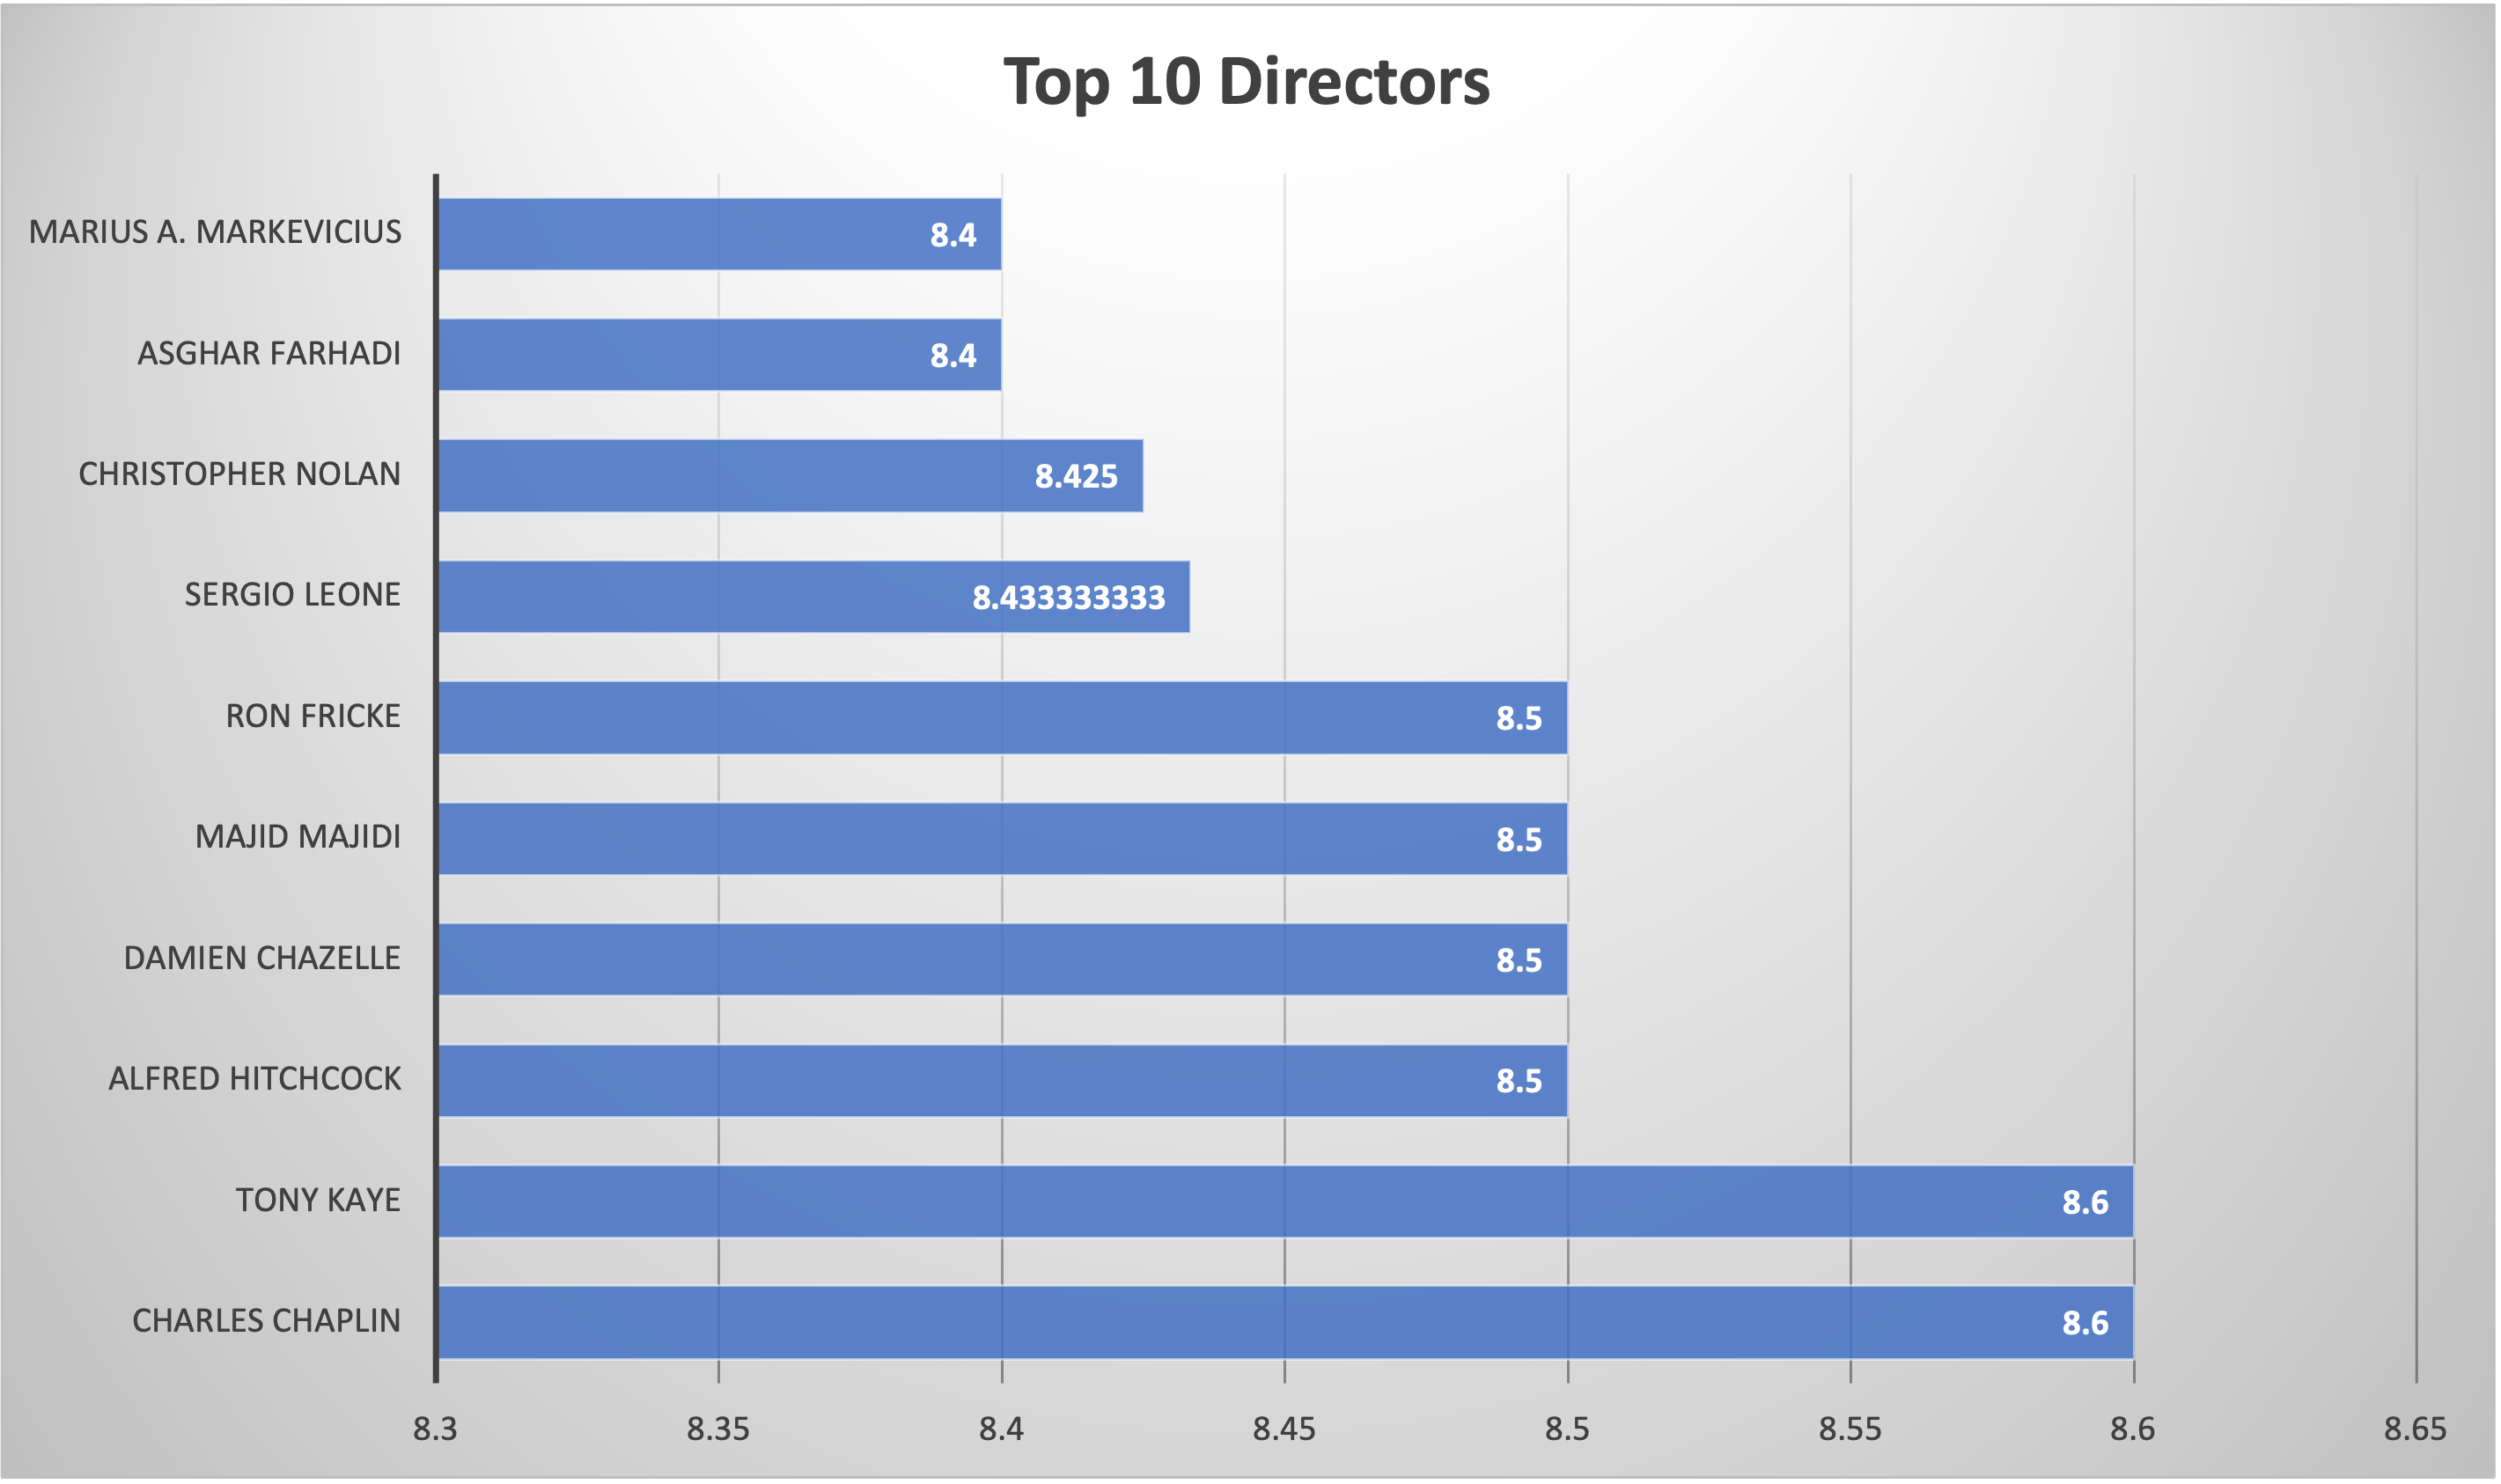 Top 10 Directors
MARIUS A. MARKEVICIUS 8.4
ASGHAR FARHADI 8.4
CHRISTOPHER NOLAN 8.425
SERGIO LEONE 8.433333333
RON FRICKE 8.5
MAJID MAJIDI 8.5
DAMIEN CHAZELLE 8.5
ALFRED HITCHCOCK 8.5
TONY KAYE 8.6
CHARLES CHAPLIN 8.6
8.3 8.35 8.4 8.45 8.5 8.55 8.6 8.65